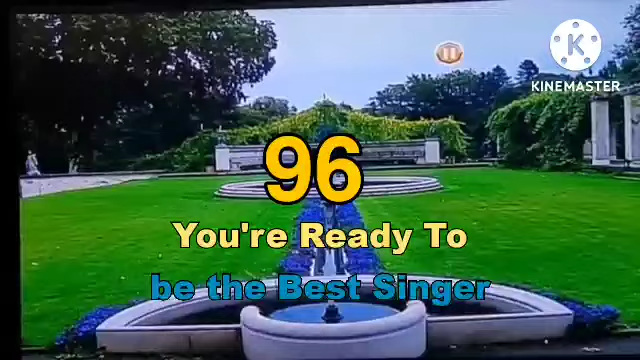 K
KINEMASTER
96
You're Ready To
be the Best Singer